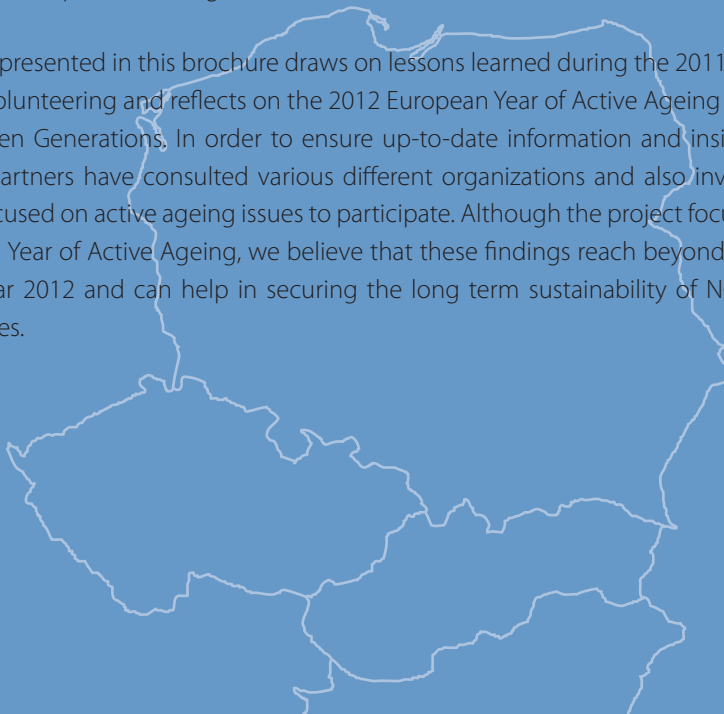 presented in this brochure draws on lessons learned during the 2011
olunteering and reflects on the 2012 European Year of Active Ageing
en Generations. In order to ensure up-to-date information and insi
artners have consulted various different organizations and also inv
cused on active ageing issues to participate. Although the project focu
Year of Active Ageing, we believe that these findings reach beyond
ar 2012 and can help in securing the long term sustainability of N
es.